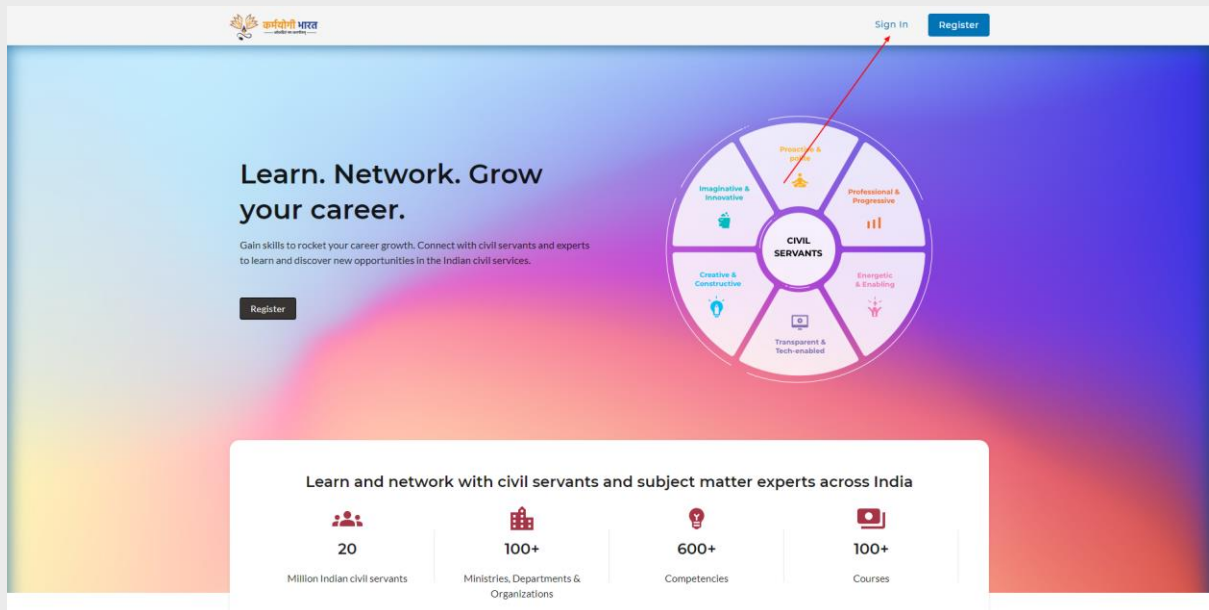 कर्मयोगी भारत
Sign In
Register
Learn. Network. Grow
your career.
Gain skills to rocket your career growth. Connect with civil servants and experts
to learn and discover new opportunities in the Indian civil services.
Register
Proactive &
polite
Imaginative &
Innovative
Professional &
Progressive
CIVIL
SERVANTS
Creative &
Constructive
Energetic
& Enabling
Transparent &
Tech-enabled
Learn and network with civil servants and subject matter experts across India
20
Million Indian civil servants
100+
Ministries, Departments &
Organizations
600+
Competencies
100+
Courses